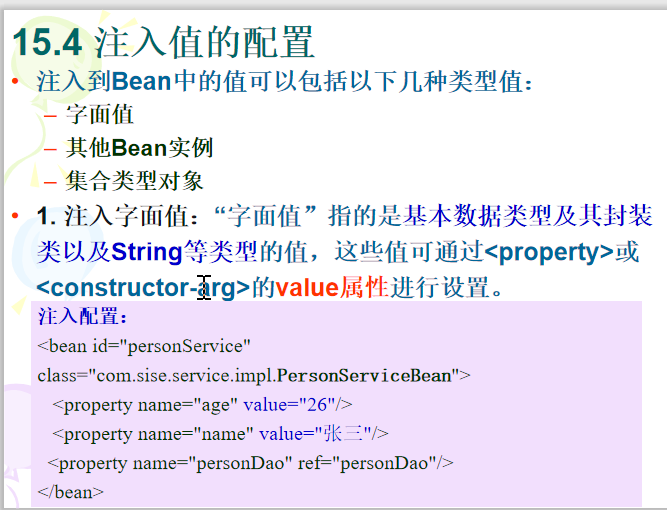 15.4 注入值的配置
• 注入到Bean中的值可以包括以下几种类型值：
– 字面值
– 其他Bean实例
– 集合类型对象
• 1. 注入字面值：“字面值”指的是基本数据类型及其封装
类以及String等类型的值，这些值可通过<property>或
<constructor-arg>的value属性进行设置。
注入配置：
<bean id="personService"
class="com.sise.service.impl.PersonServiceBean">
<property name="age" value="26"/>
<property name="name" value="张三"/>
<property name="personDao" ref="personDao"/>
</bean>